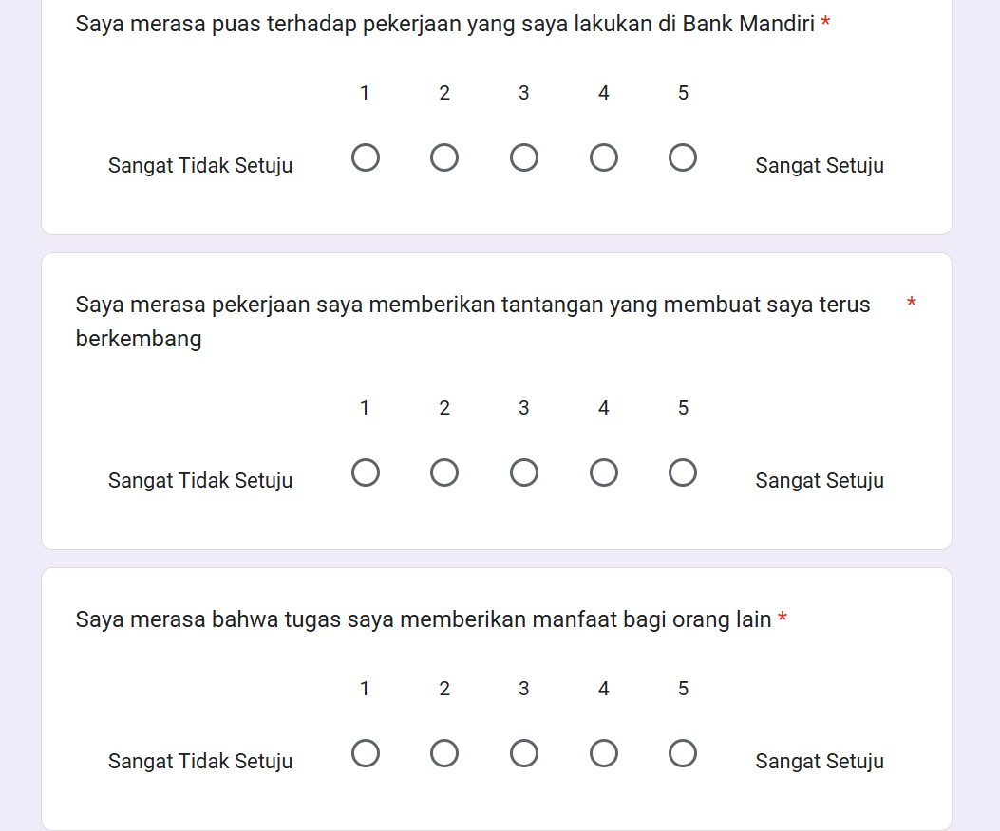 Saya merasa puas terhadap pekerjaan yang saya lakukan di Bank Mandiri *
1 2 3 4 5
Sangat Tidak Setuju Sangat Setuju
Saya merasa pekerjaan saya memberikan tantangan yang membuat saya terus *
berkembang
1 2 3 4 5
Sangat Tidak Setuju Sangat Setuju
Saya merasa bahwa tugas saya memberikan manfaat bagi orang lain *
1 2 3 4 5
Sangat Tidak Setuju Sangat Setuju